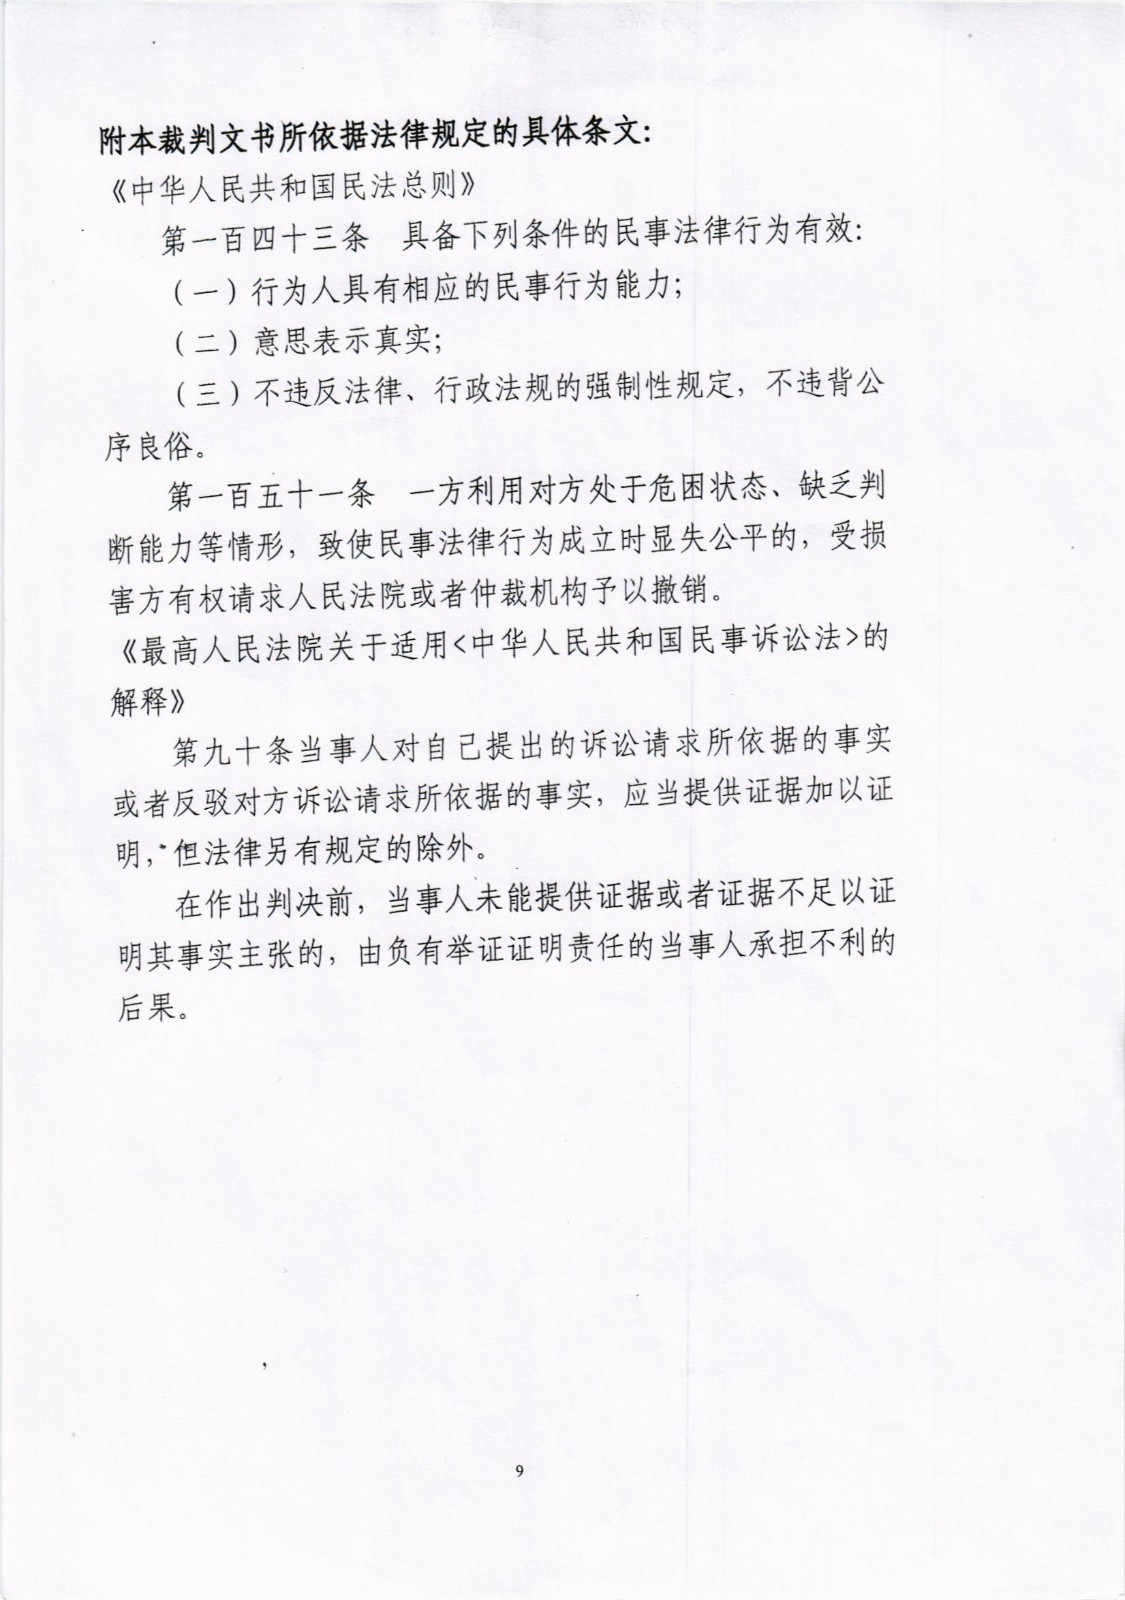 附本裁判文书所依据法律规定的具体条文：
《中华人民共和国民法总则》
第一百四十三条　具备下列条件的民事法律行为有效：
（一）行为人具有相应的民事行为能力；
（二）意思表示真实；
（三）不违反法律、行政法规的强制性规定，不违背公
序良俗。
第一百五十一条　一方利用对方处于危困状态、缺乏判
断能力等情形，致使民事法律行为成立时显失公平的，受损
害方有权请求人民法院或者仲裁机构予以撤销。
《最高人民法院关于适用<中华人民共和国民事诉讼法>的
解释》
第九十条当事人对自己提出的诉讼请求所依据的事实
或者反驳对方诉讼请求所依据的事实，应当提供证据加以证
明，但法律另有规定的除外。
在作出判决前，当事人未能提供证据或者证据不足以证
明其事实主张的，由负有举证证明责任的当事人承担不利的
后果。
9